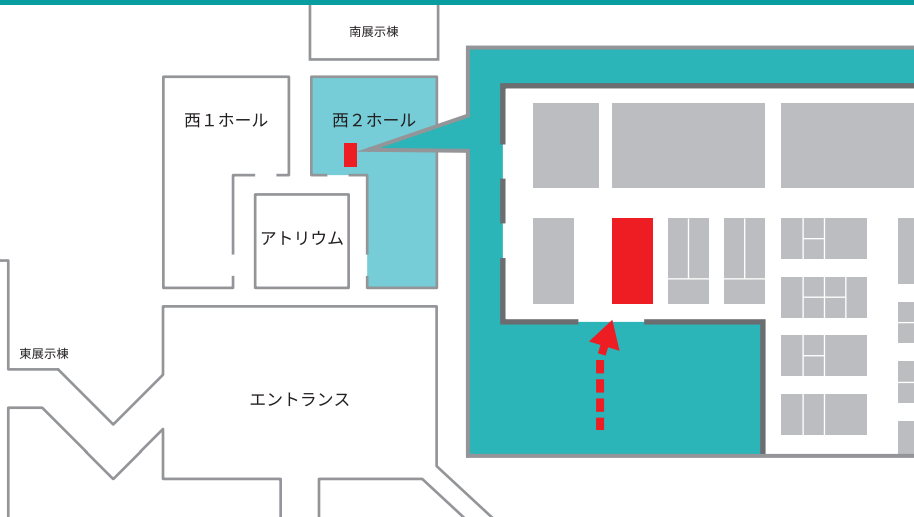 南展示棟
西１ホール
西２ホール
アトリウム
東展示棟
エントランス